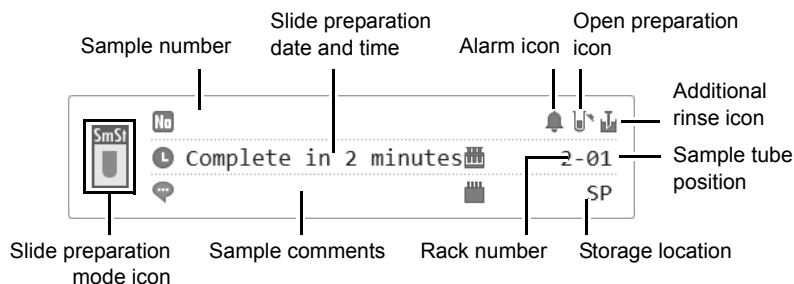 Sample number
Slide preparation
date and time
Alarm icon
Open preparation
icon
Additional
rinse icon
SmSt
No
Complete in 2 minutes
2-01
Sample tube
position
SP
Slide preparation
mode icon
Sample comments
Rack number
Storage location